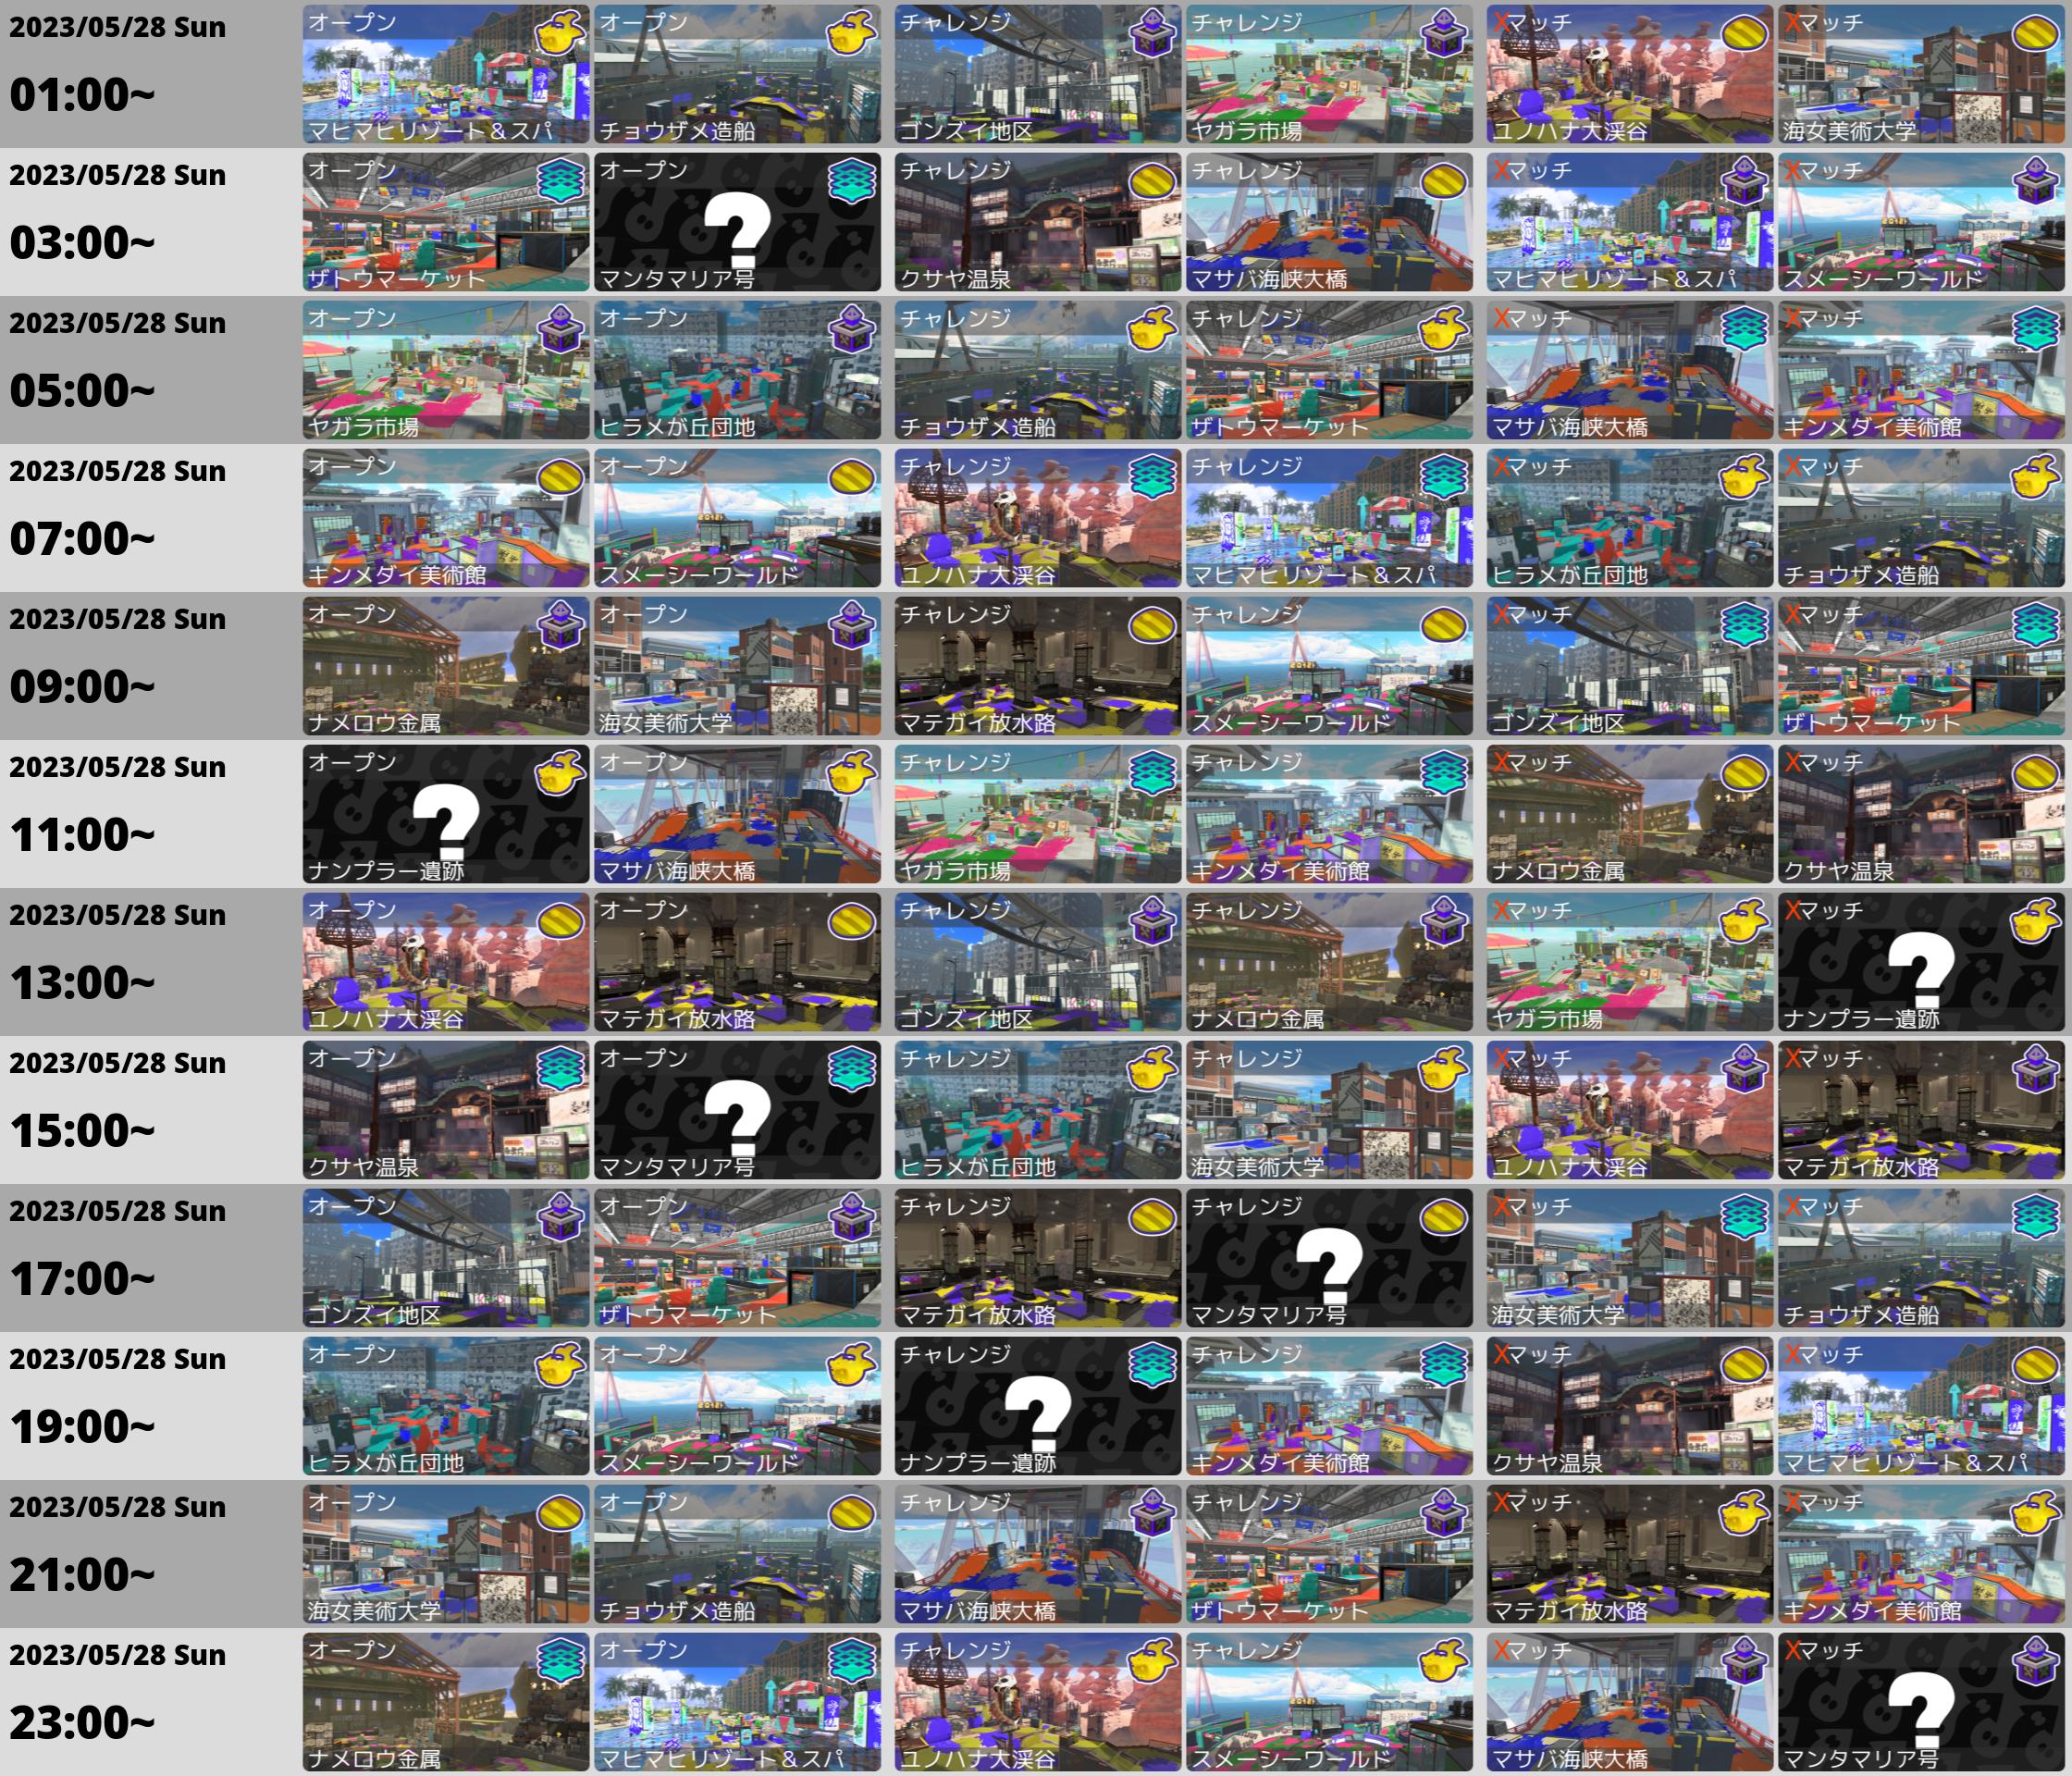 2023/05/28 Sun
01:00~
オープン
マヒマヒリゾート＆スパ
オープン
チョウザメ造船
チャレンジ
ゴンズイ地区
チャレンジ
ヤガラ市場
Xマッチ
ユノハナ大渓谷
Xマッチ
海女美術大学
2023/05/28 Sun
03:00~
オープン
ザトウマーケット
オープン
?
マンタマリア号
チャレンジ
クサヤ温泉
チャレンジ
マサバ海峡大橋
Xマッチ
マヒマヒリゾート＆スパ
Xマッチ
スメーシーワールド
2023/05/28 Sun
05:00~
オープン
ヤガラ市場
オープン
ヒラメが丘団地
チャレンジ
チョウザメ造船
チャレンジ
ザトウマーケット
Xマッチ
マサバ海峡大橋
Xマッチ
キンメダイ美術館
2023/05/28 Sun
07:00~
オープン
キンメダイ美術館
オープン
スメーシーワールド
チャレンジ
ユノハナ大渓谷
チャレンジ
マヒマヒリゾート＆スパ
Xマッチ
ヒラメが丘団地
Xマッチ
チョウザメ造船
2023/05/28 Sun
09:00~
オープン
ナメロウ金属
オープン
海女美術大学
チャレンジ
マテガイ放水路
チャレンジ
スメーシーワールド
Xマッチ
ゴンズイ地区
Xマッチ
ザトウマーケット
2023/05/28 Sun
11:00~
オープン
?
ナンプラー遺跡
オープン
マサバ海峡大橋
チャレンジ
ヤガラ市場
チャレンジ
キンメダイ美術館
Xマッチ
ナメロウ金属
Xマッチ
クサヤ温泉
2023/05/28 Sun
13:00~
オープン
ユノハナ大渓谷
オープン
マテガイ放水路
チャレンジ
ゴンズイ地区
チャレンジ
ナメロウ金属
Xマッチ
ヤガラ市場
Xマッチ
?
ナンプラー遺跡
2023/05/28 Sun
15:00~
オープン
クサヤ温泉
オープン
?
マンタマリア号
チャレンジ
ヒラメが丘団地
チャレンジ
海女美術大学
Xマッチ
ユノハナ大渓谷
Xマッチ
マテガイ放水路
2023/05/28 Sun
17:00~
オープン
ゴンズイ地区
オープン
ザトウマーケット
チャレンジ
マテガイ放水路
チャレンジ
?
マンタマリア号
Xマッチ
海女美術大学
Xマッチ
チョウザメ造船
2023/05/28 Sun
19:00~
オープン
ヒラメが丘団地
オープン
スメーシーワールド
チャレンジ
?
ナンプラー遺跡
チャレンジ
キンメダイ美術館
Xマッチ
クサヤ温泉
Xマッチ
マヒマヒリゾート＆スパ
2023/05/28 Sun
21:00~
オープン
海女美術大学
オープン
チョウザメ造船
チャレンジ
マサバ海峡大橋
チャレンジ
ザトウマーケット
Xマッチ
マテガイ放水路
Xマッチ
キンメダイ美術館
2023/05/28 Sun
23:00~
オープン
ナメロウ金属
オープン
マヒマヒリゾート＆スパ
チャレンジ
ユノハナ大渓谷
チャレンジ
スメーシーワールド
Xマッチ
マサバ海峡大橋
Xマッチ
?
マンタマリア号